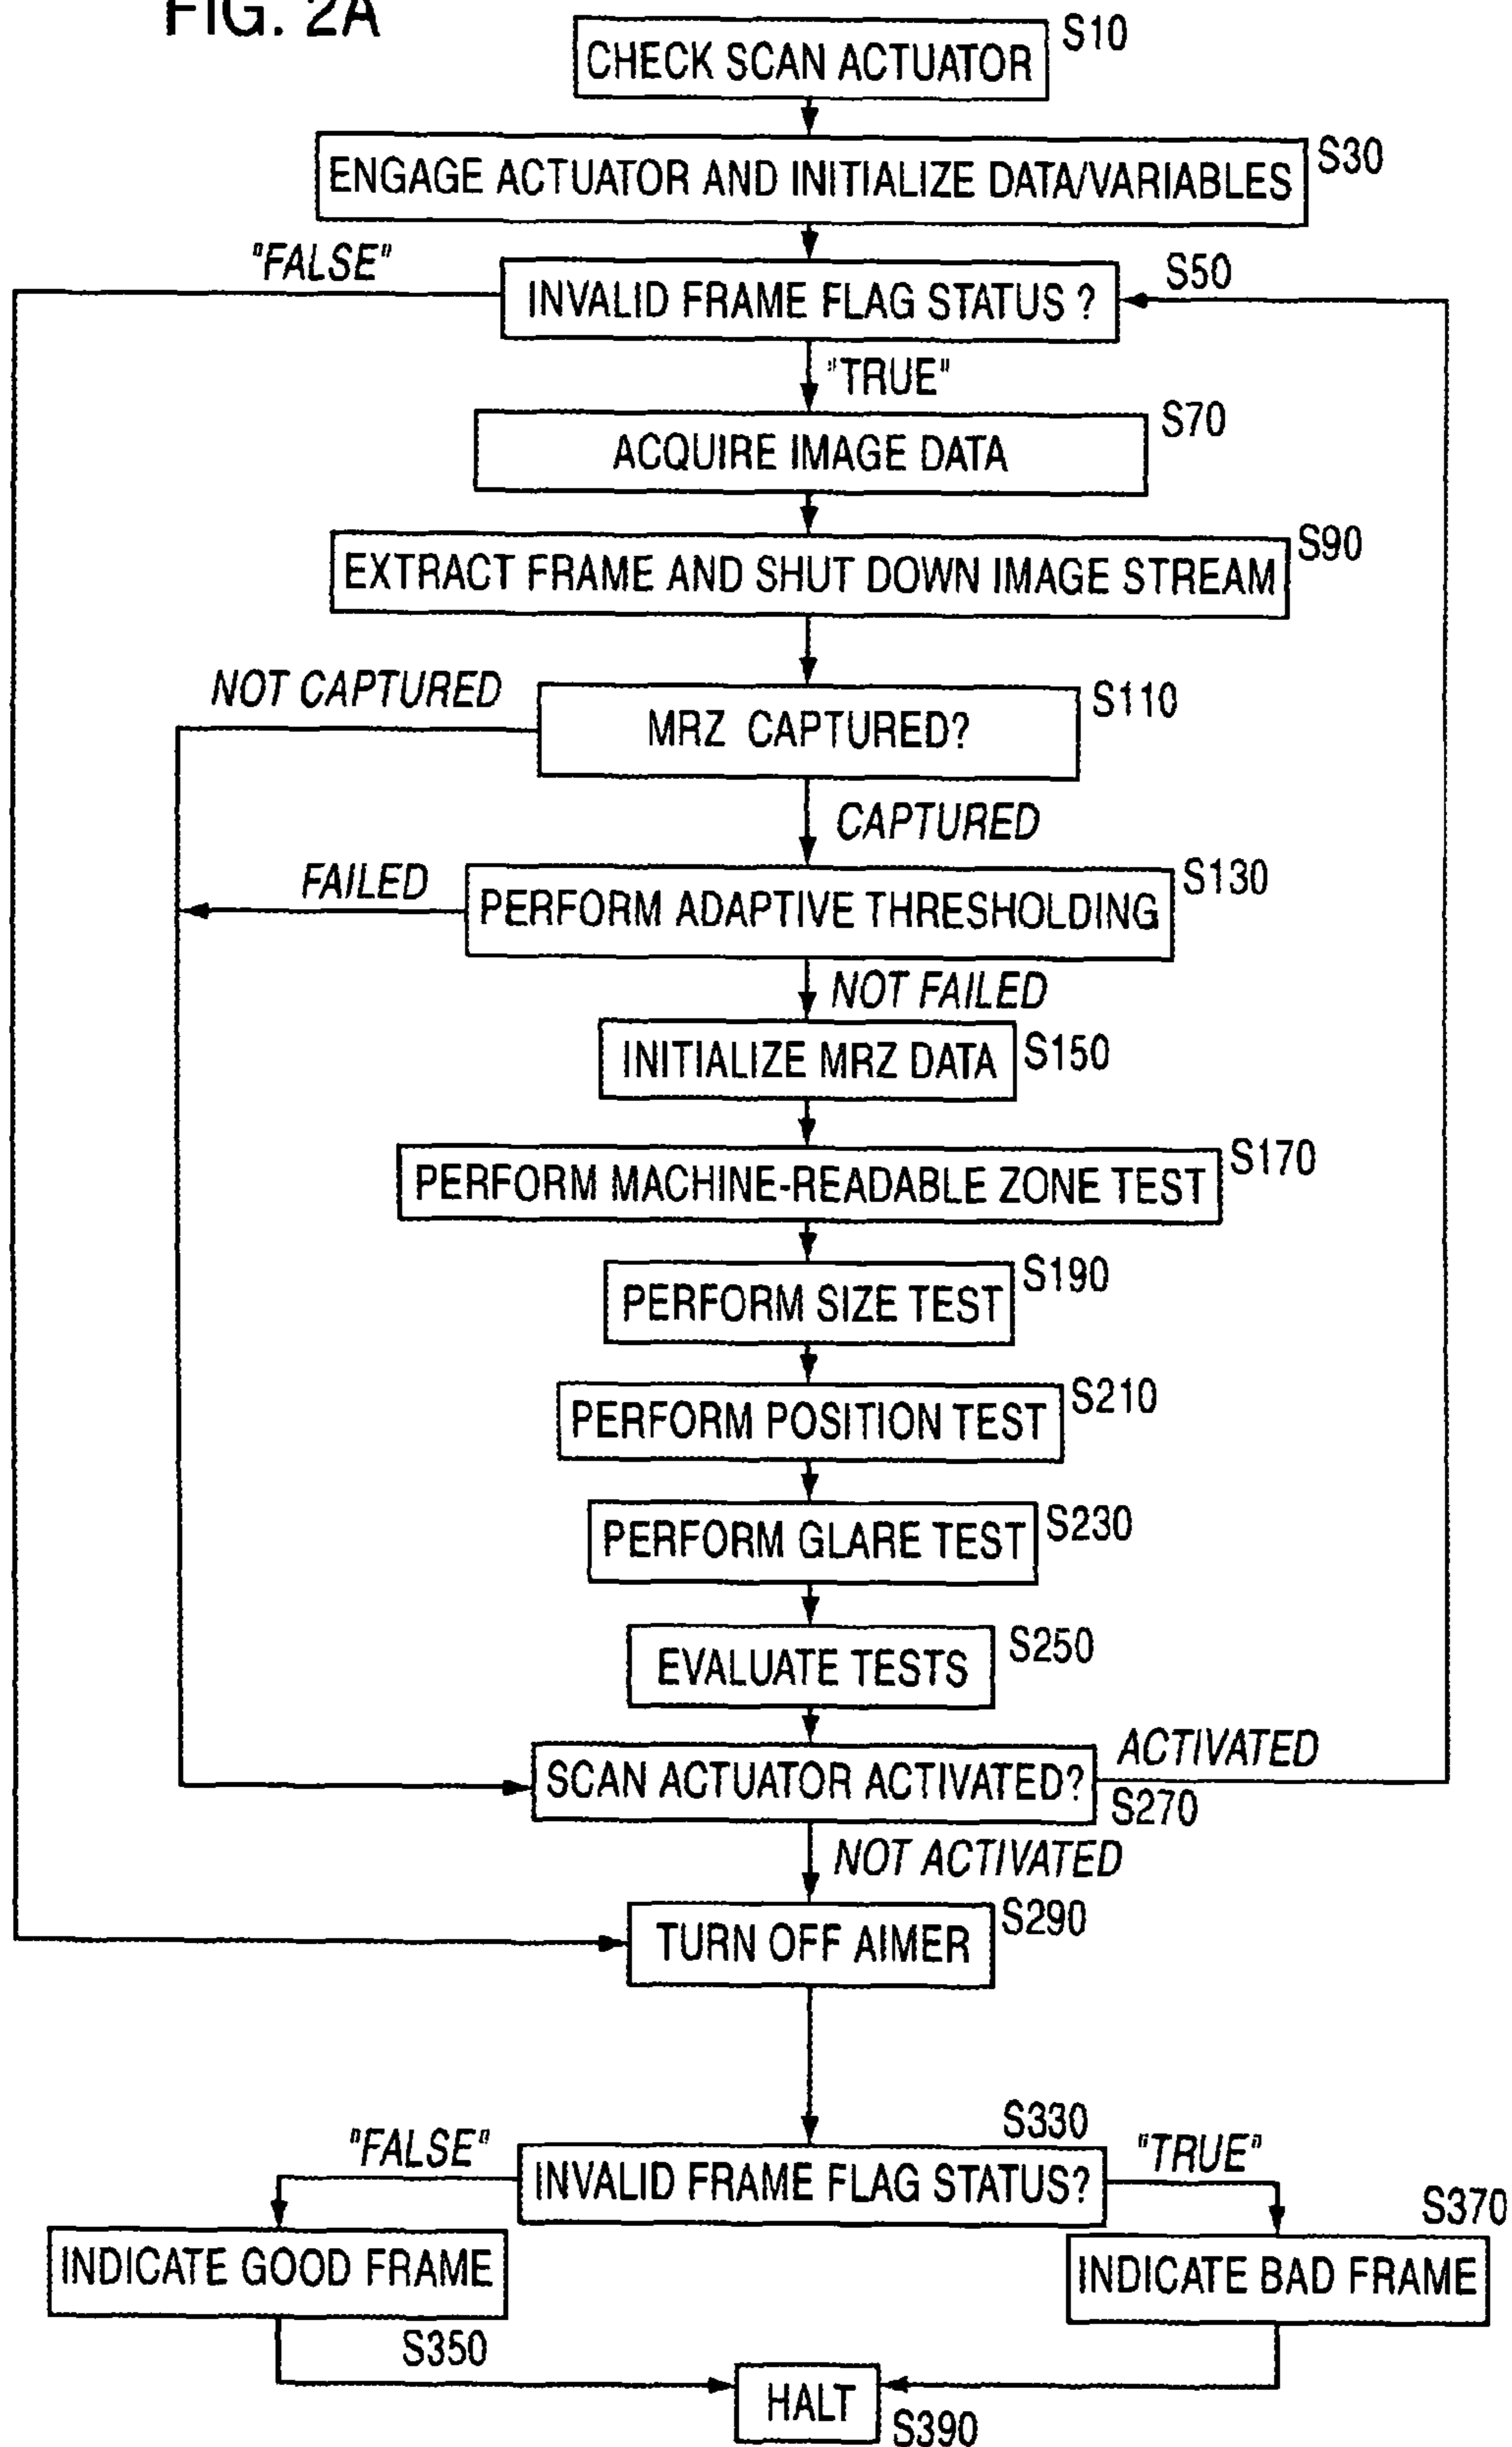 FIG. 2A
CHECK SCAN ACTUATOR
S10
ENGAGE ACTUATOR AND INITIALIZE DATA/VARIABLES
S30
"FALSE"
INVALID FRAME FLAG STATUS ?
S50
"TRUE"
ACQUIRE IMAGE DATA
S70
EXTRACT FRAME AND SHUT DOWN IMAGE STREAM
S90
NOT CAPTURED
MRZ CAPTURED?
S110
CAPTURED
FAILED
PERFORM ADAPTIVE THRESHOLDING
S130
NOT FAILED
INITIALIZE MRZ DATA
S150
PERFORM MACHINE-READABLE ZONE TEST
S170
PERFORM SIZE TEST
S190
PERFORM POSITION TEST
S210
PERFORM GLARE TEST
S230
EVALUATE TESTS
S250
SCAN ACTUATOR ACTIVATED?
ACTIVATED
S270
NOT ACTIVATED
TURN OFF AIMER
S290
S330
"FALSE"
INVALID FRAME FLAG STATUS?
"TRUE"
S370
INDICATE GOOD FRAME
INDICATE BAD FRAME
S350
HALT
S390